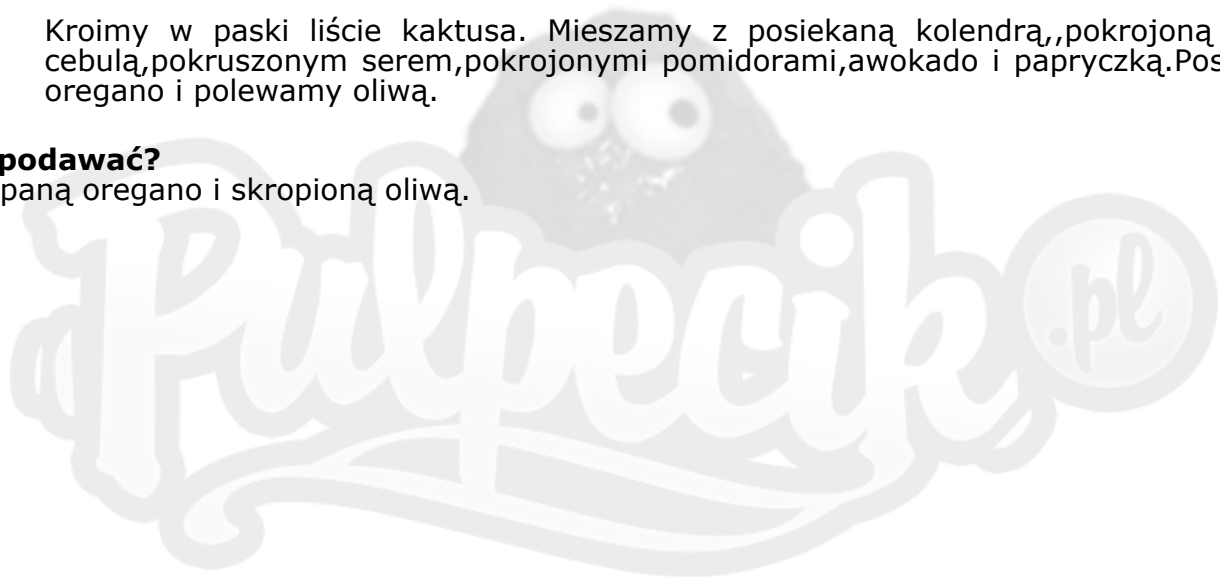 Kroimy w paski liście kaktusa. Mieszamy z posiekaną kolendrą,,pokrojoną
cebulą,pokruszonym serem,pokrojonymi pomidorami,awokado i papryczką.Pos
oregano i polewamy oliwą.
podawać?
paną oregano i skropioną oliwą.
Pulpecik.pl